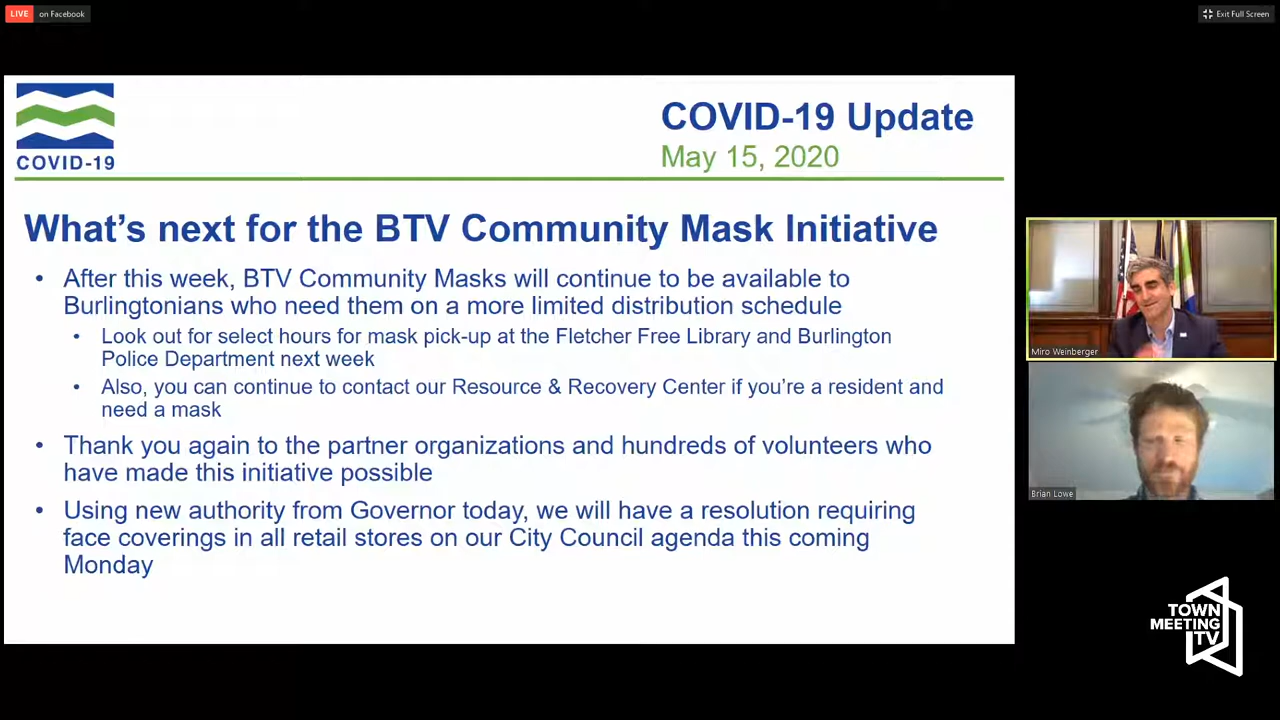 LIVE on Facebook
Exit Full Screen
COVID-19
COVID-19 Update
May 15, 2020
What's next for the BTV Community Mask Initiative
• After this week, BTV Community Masks will continue to be available to
Burlingtonians who need them on a more limited distribution schedule
• Look out for select hours for mask pick-up at the Fletcher Free Library and Burlington
Police Department next week
• Also, you can continue to contact our Resource & Recovery Center if you're a resident and
need a mask
• Thank you again to the partner organizations and hundreds of volunteers who
have made this initiative possible
• Using new authority from Governor today, we will have a resolution requiring
face coverings in all retail stores on our City Council agenda this coming
Monday
Miro Weinberger
Brian Lowe
TOWN
MEETING
TV